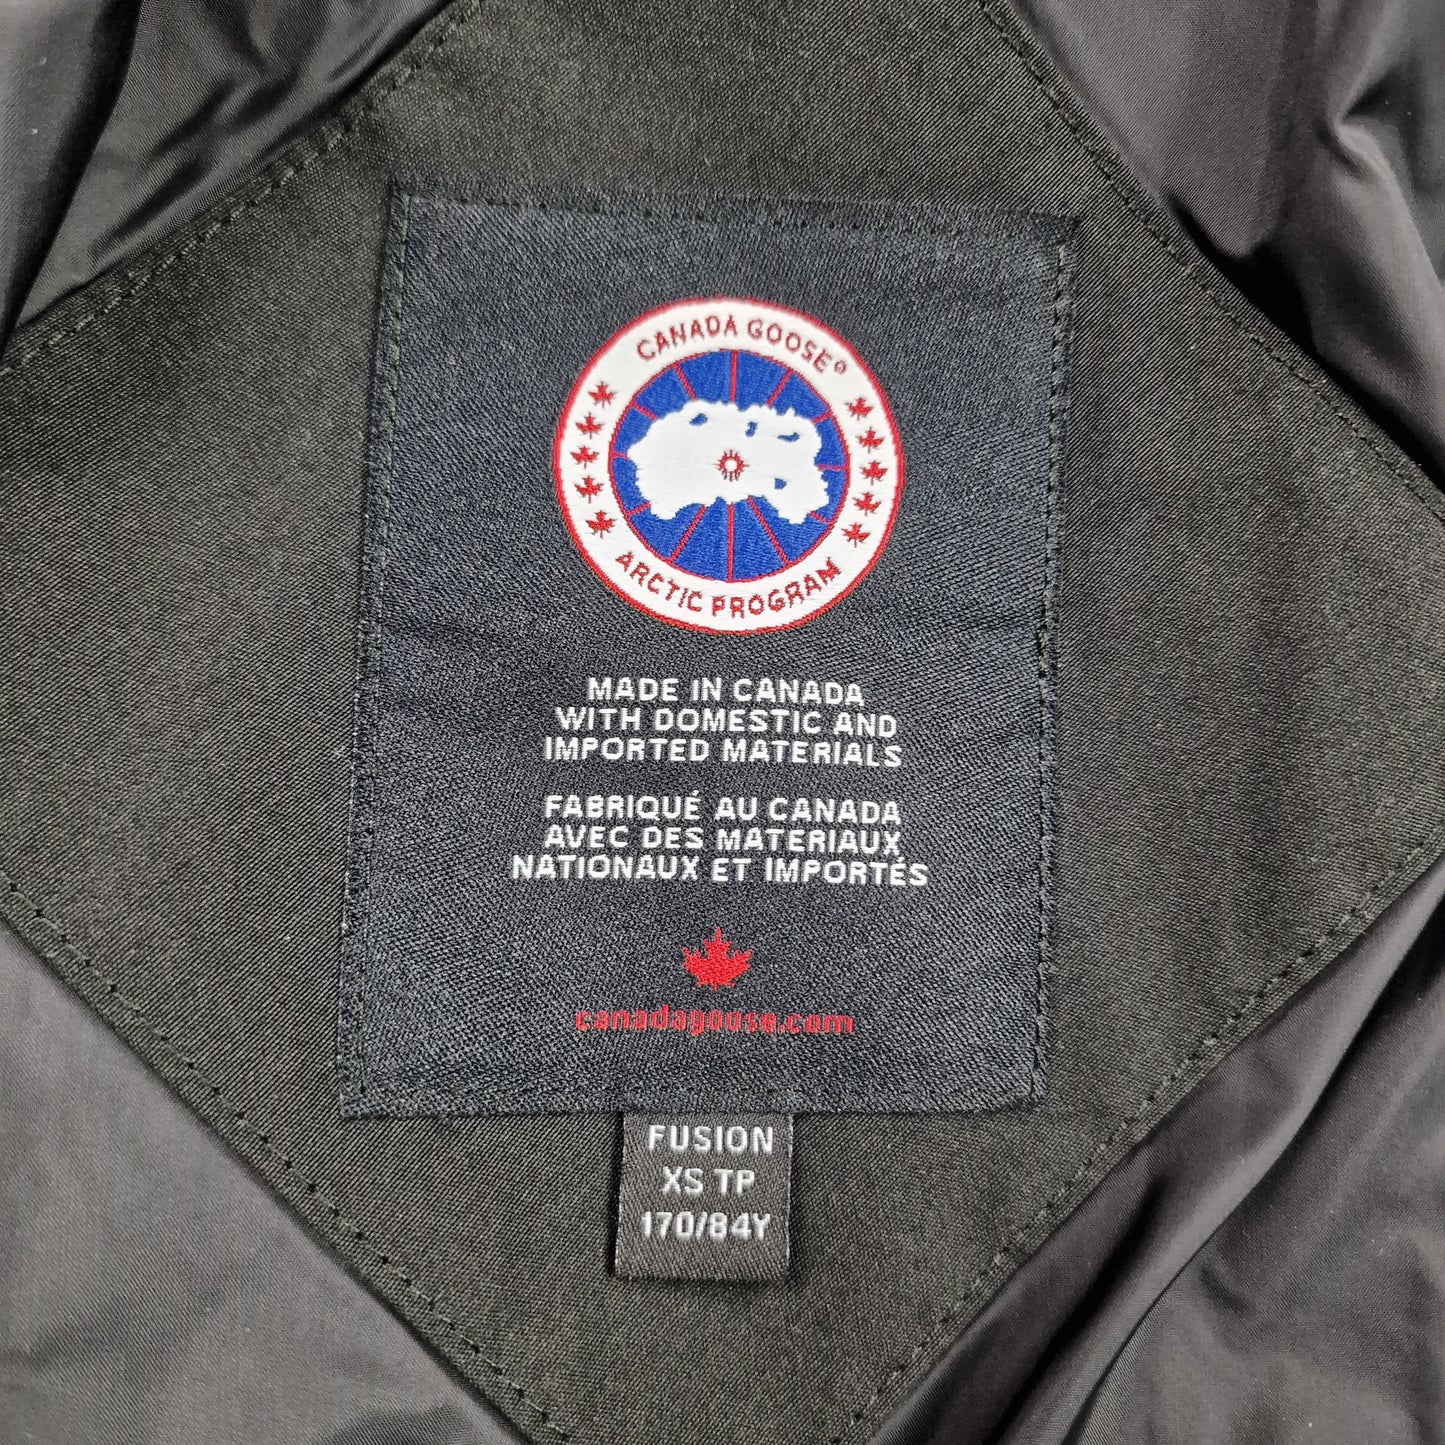 CANADA GOOSE®
ARCTIC PROGRAM
MADE IN CANADA
WITH DOMESTIC AND
IMPORTED MATERIALS
FABRIQUÉ AU CANADA
AVEC DES MATERIAUX
NATIONAUX ET IMPORTÉS
canadagoose.com
FUSION
XS TP
170/84Y